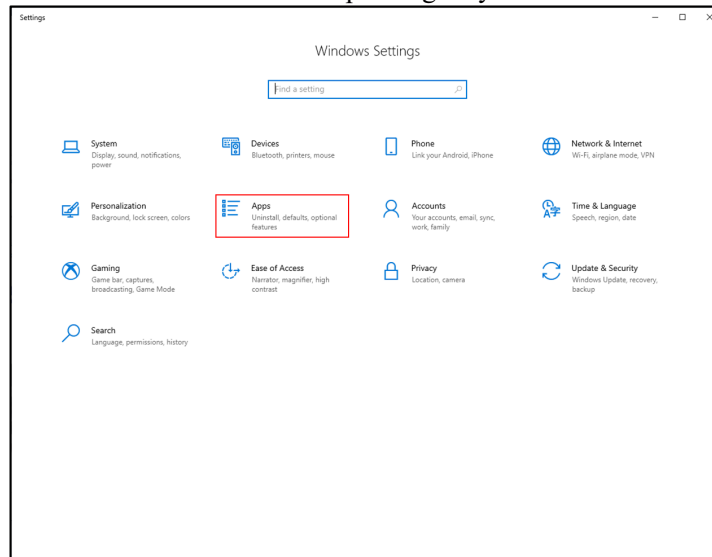 Settings
Windows Settings
Find a setting
System
Display, sound, notifications,
power
Devices
Bluetooth, printers, mouse
Phone
Link your Android, iPhone
Network & Internet
Wi-Fi, airplane mode, VPN
Personalization
Background, lock screen, colors
Apps
Uninstall, defaults, optional
features
Accounts
Your accounts, email, sync,
work, family
Time & Language
Speech, region, date
Gaming
Game bar, captures,
broadcasting, Game Mode
Ease of Access
Narrator, magnifier, high
contrast
Privacy
Location, camera
Update & Security
Windows Update, recovery,
backup
Search
Language, permissions, history